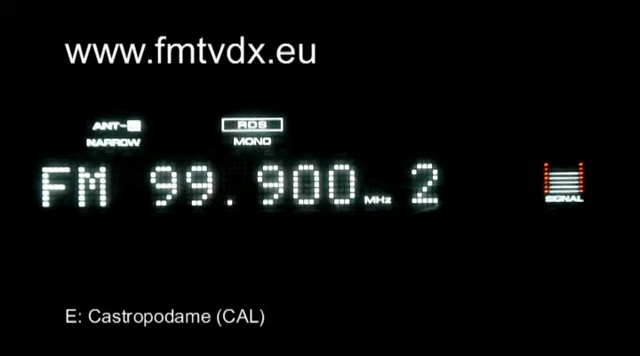 www.fmtvdx.eu
ANT-
RDS
NARROW
MONO
FM 99.900 MHz 2
SIGNAL
E: Castropodame (CAL)